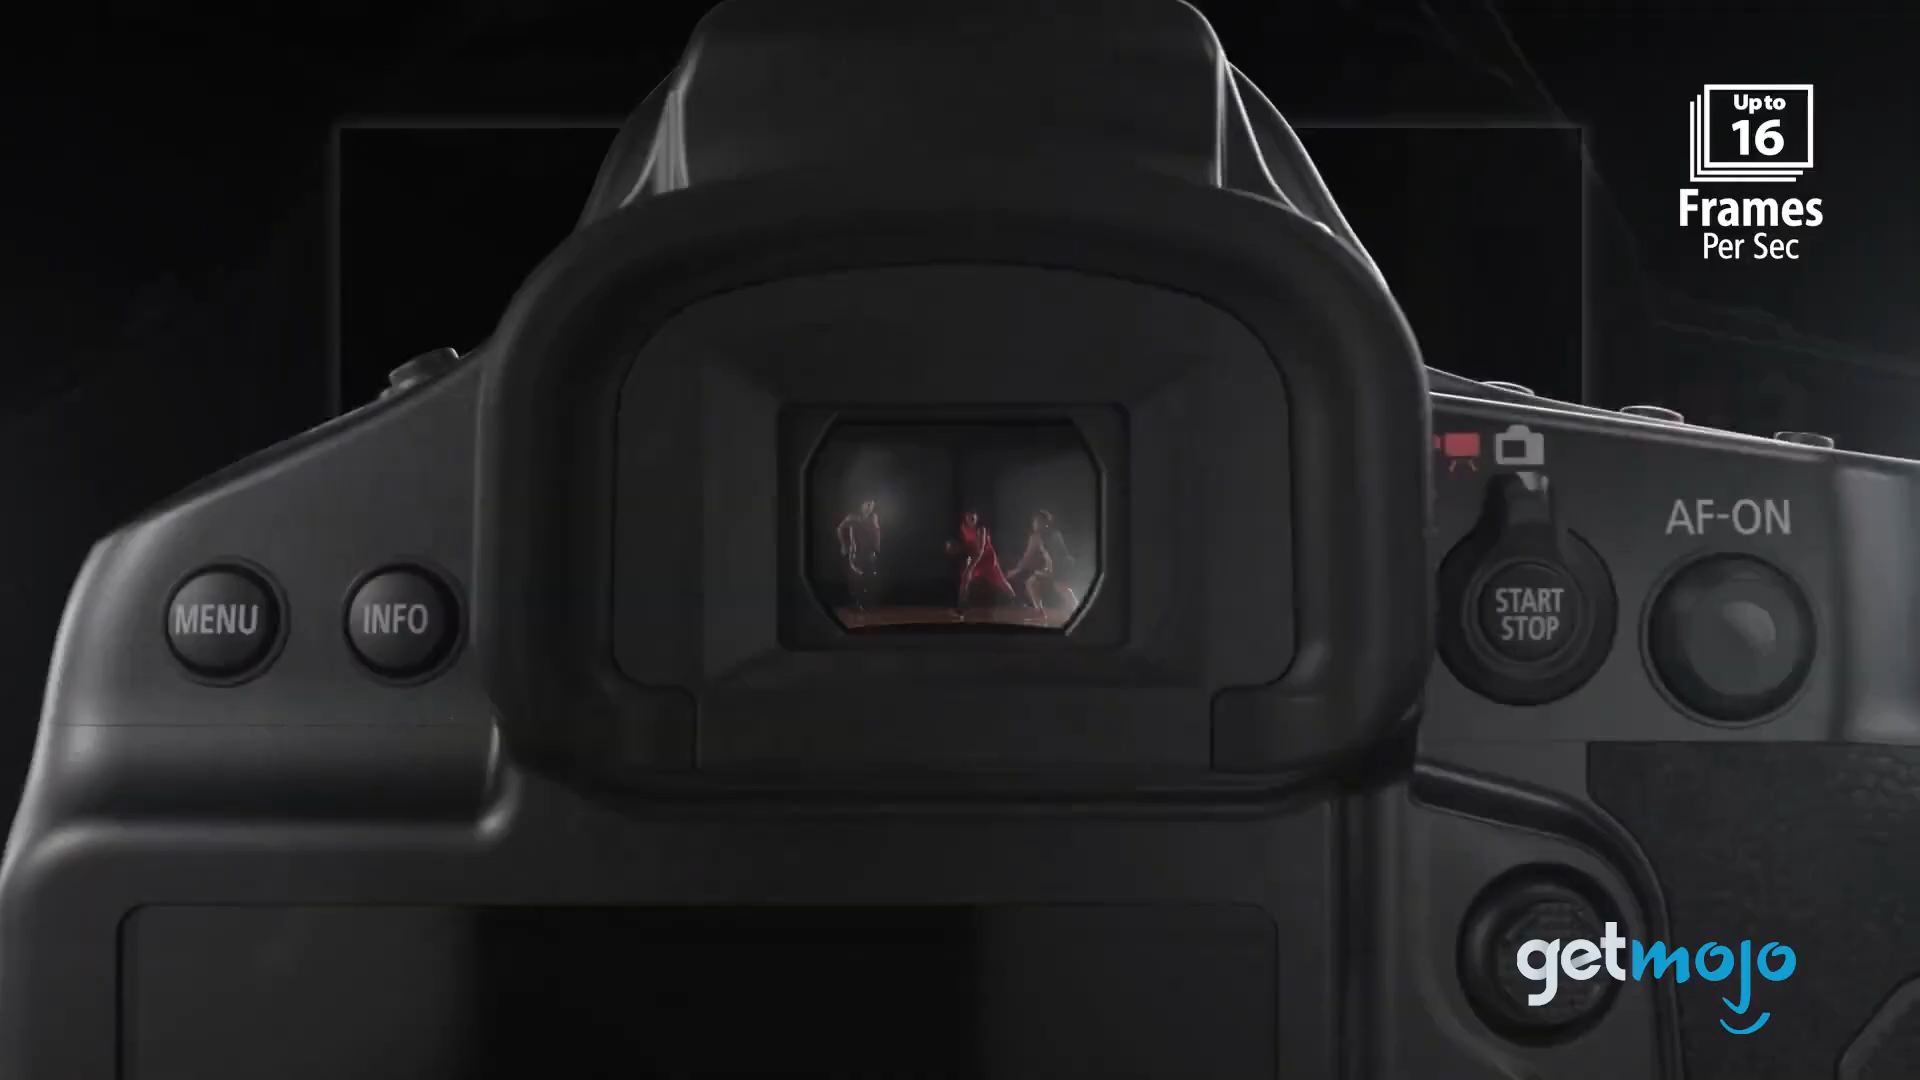 Up to
16
Frames
Per Sec
AF-ON
MENU
INFO
START
STOP
getmojo